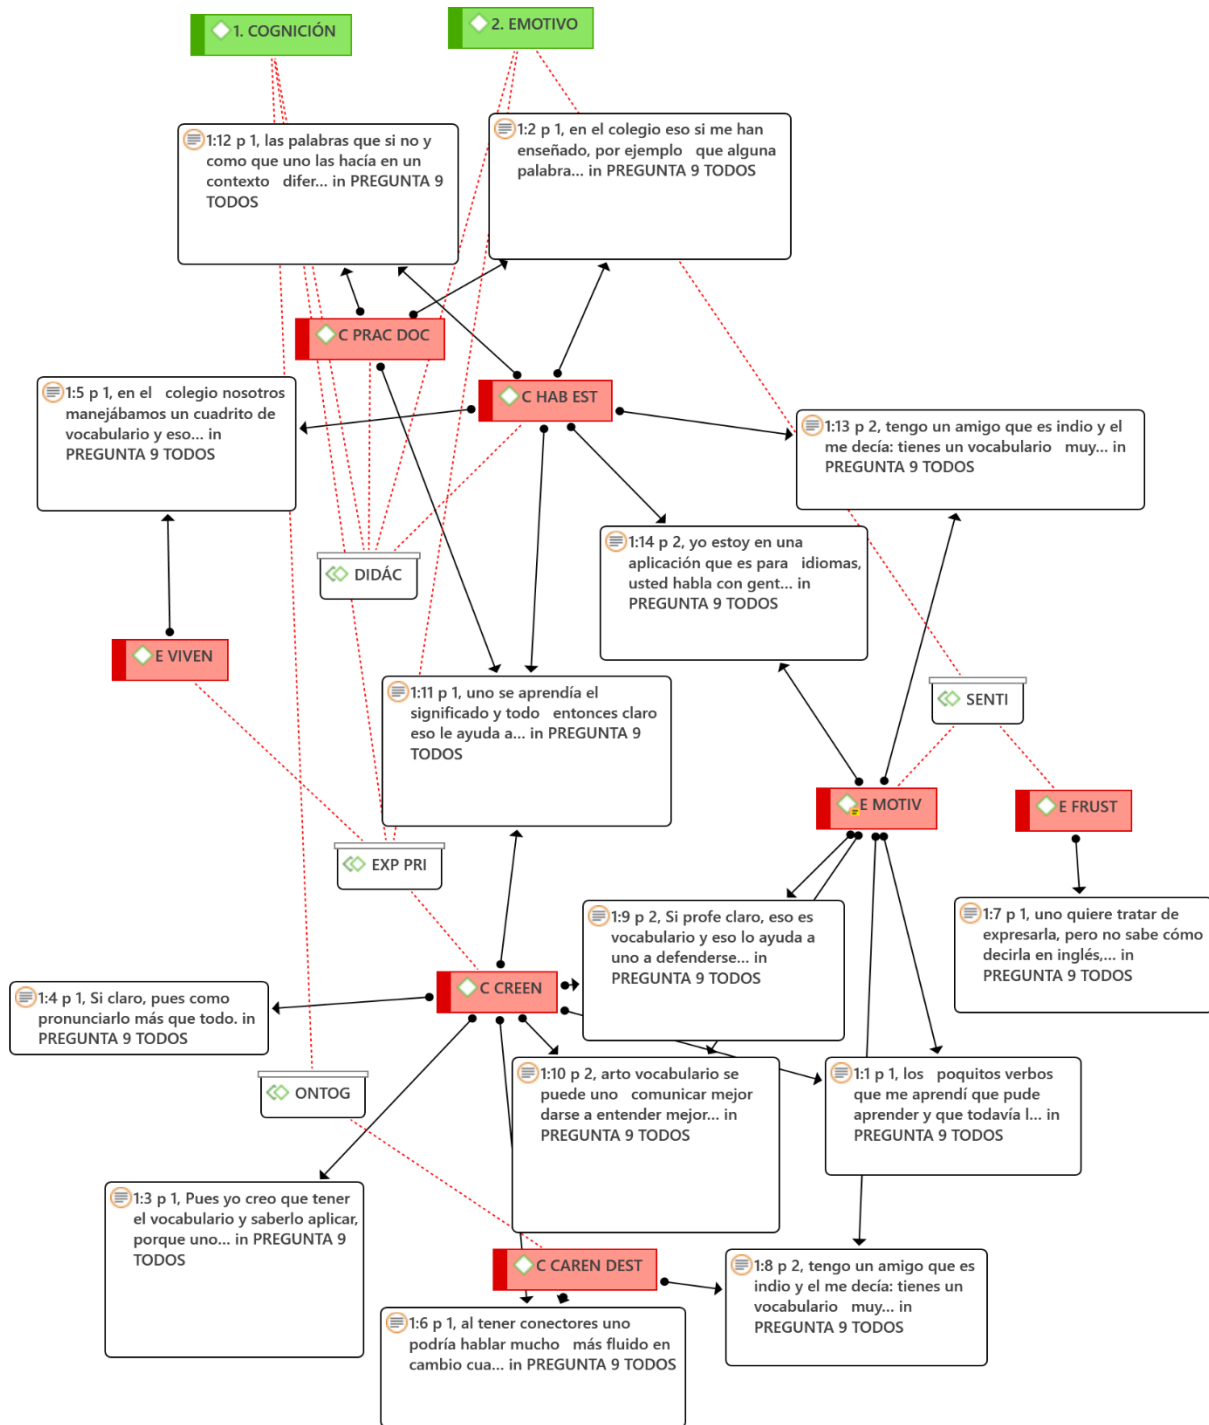 1. COGNICIÓN
2. EMOTIVO
1:12 p 1, las palabras que si no y
como que uno las hacía en un
contexto difer... in PREGUNTA 9
TODOS
1:2 p 1, en el colegio eso si me han
enseñado, por ejemplo que alguna
palabra... in PREGUNTA 9 TODOS
C PRAC DOC
C HAB EST
1:5 p 1, en el colegio nosotros
manejábamos un cuadrito de
vocabulario y eso... in
PREGUNTA 9 TODOS
1:13 p 2, tengo un amigo que es indio y el
me decía: tienes un vocabulario muy... in
PREGUNTA 9 TODOS
1:14 p 2, yo estoy en una
aplicación que es para idiomas,
usted habla con gent... in
PREGUNTA 9 TODOS
DIDÁC
E VIVEN
1:11 p 1, uno se aprendía el
significado y todo entonces claro
eso le ayuda a... in PREGUNTA 9
TODOS
SENTI
E MOTIV
E FRUST
EXP PRI
1:9 p 2, Si profe claro, eso es
vocabulario y eso lo ayuda a
uno a defenderse... in
PREGUNTA 9 TODOS
1:7 p 1, uno quiere tratar de
expresarla, pero no sabe cómo
decirla en inglés,... in
PREGUNTA 9 TODOS
C CREEN
1:4 p 1, Si claro, pues como
pronunciarlo más que todo. in
PREGUNTA 9 TODOS
ONTOG
1:10 p 2, arto vocabulario se
puede uno comunicar mejor
darse a entender mejor... in
PREGUNTA 9 TODOS
1:1 p 1, los poquitos verbos
que me aprendí que pude
aprender y que todavía l... in
PREGUNTA 9 TODOS
1:3 p 1, Pues yo creo que tener
el vocabulario y saberlo aplicar,
porque uno... in PREGUNTA 9
TODOS
C CAREN DEST
1:8 p 2, tengo un amigo que es
indio y el me decía: tienes un
vocabulario muy... in
PREGUNTA 9 TODOS
1:6 p 1, al tener conectores uno
podría hablar mucho más fluido en
cambio cua... in PREGUNTA 9
TODOS